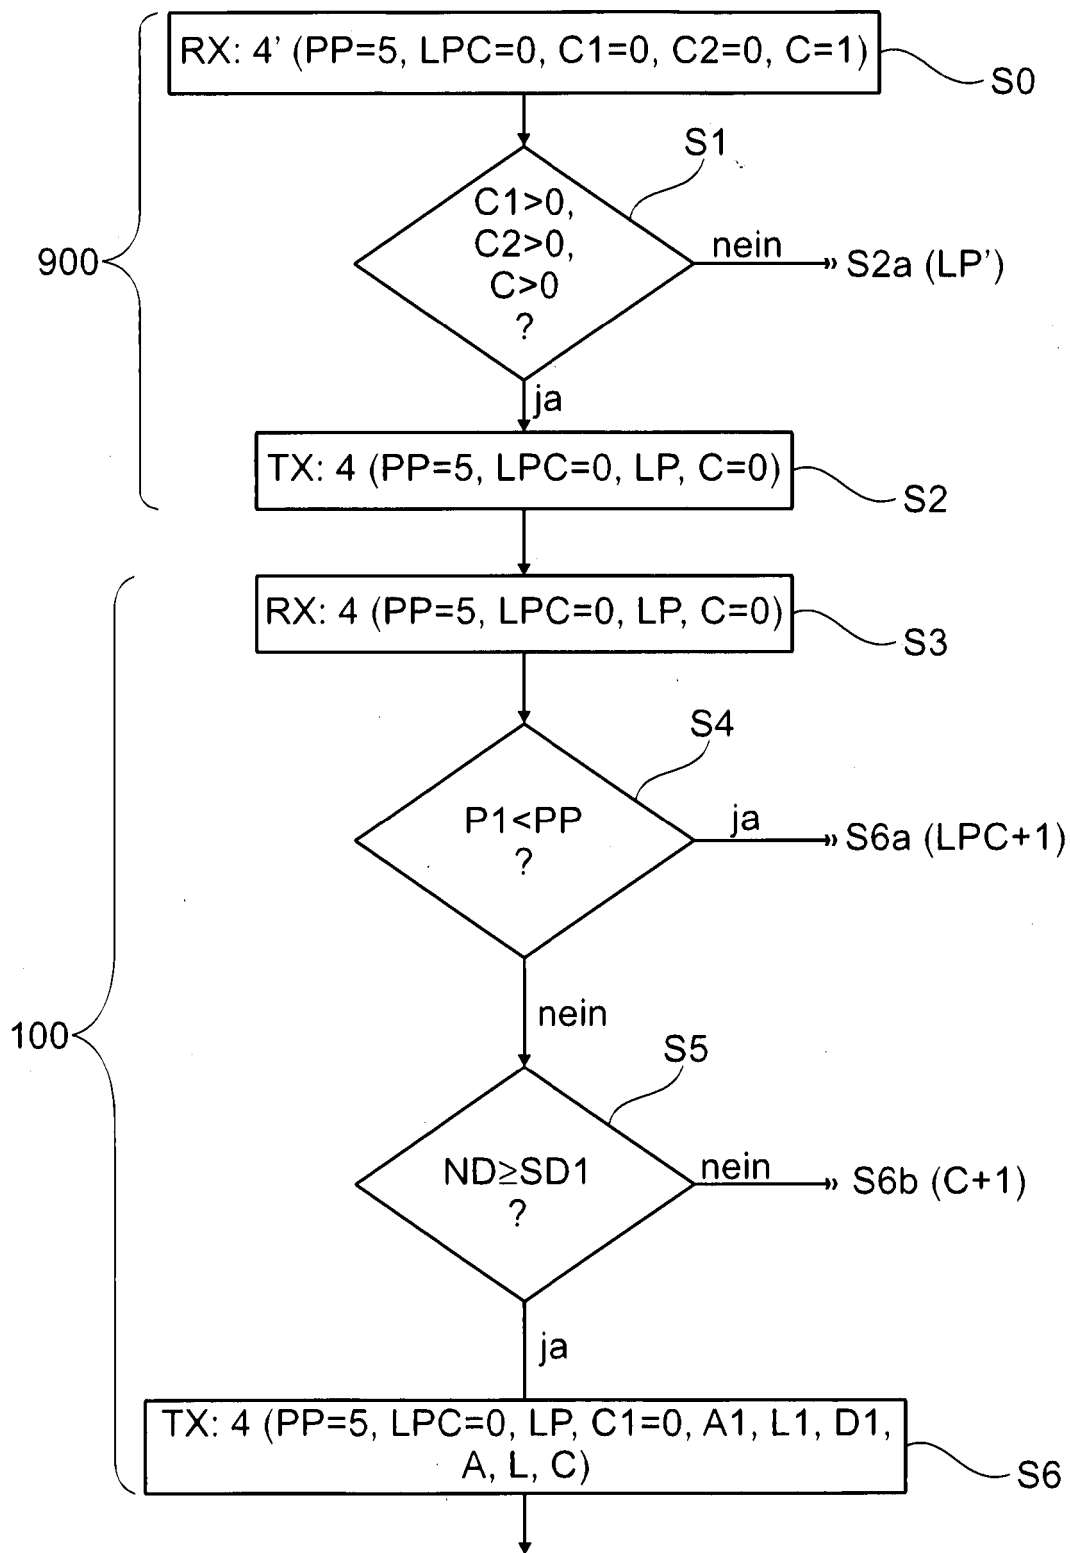 RX: 4' (PP=5, LPC=0, C1=0, C2=0, C=1)
S0
S1
C1>0,
C2>0,
C>0
?
nein
S2a (LP')
900
ja
TX: 4 (PP=5, LPC=0, LP, C=0)
S2
RX: 4 (PP=5, LPC=0, LP, C=0)
S3
S4
P1<PP
?
ja
S6a (LPC+1)
nein
100
S5
ND≥SD1
?
nein
S6b (C+1)
ja
TX: 4 (PP=5, LPC=0, LP, C1=0, A1, L1, D1,
A, L, C)
S6